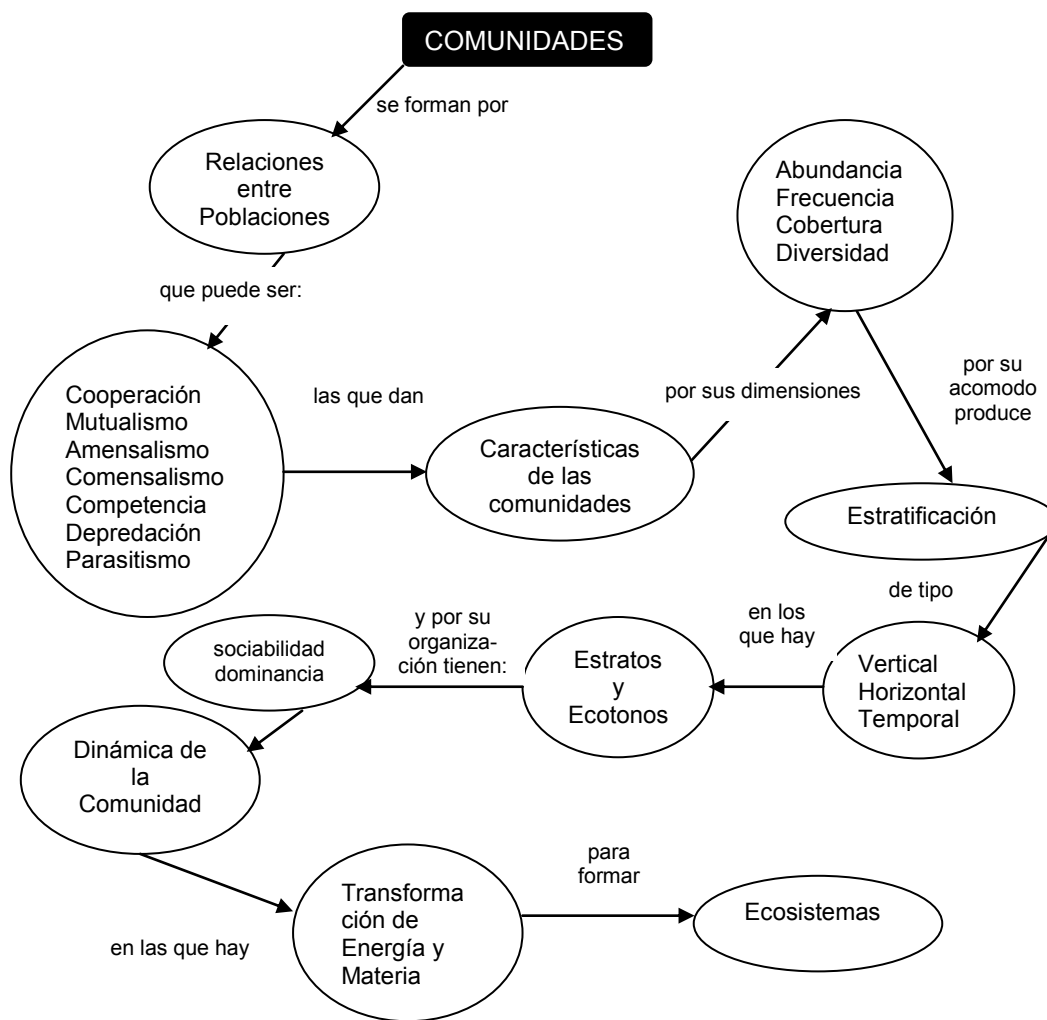 COMUNIDADES
se forman por
Relaciones
entre
Poblaciones
que puede ser:
Cooperación
Mutualismo
Amensalismo
Comensalismo
Competencia
Depredación
Parasitismo
las que dan
Características
de las
comunidades
por sus dimensiones
Abundancia
Frecuencia
Cobertura
Diversidad
por su
acomodo
produce
Estratificación
de tipo
Vertical
Horizontal
Temporal
en los
que hay
Estratos
y
Ecotonos
y por su
organiza-
ción tienen:
sociabilidad
dominancia
Dinámica de
la
Comunidad
en las que hay
Transforma
ción de
Energía y
Materia
para
formar
Ecosistemas